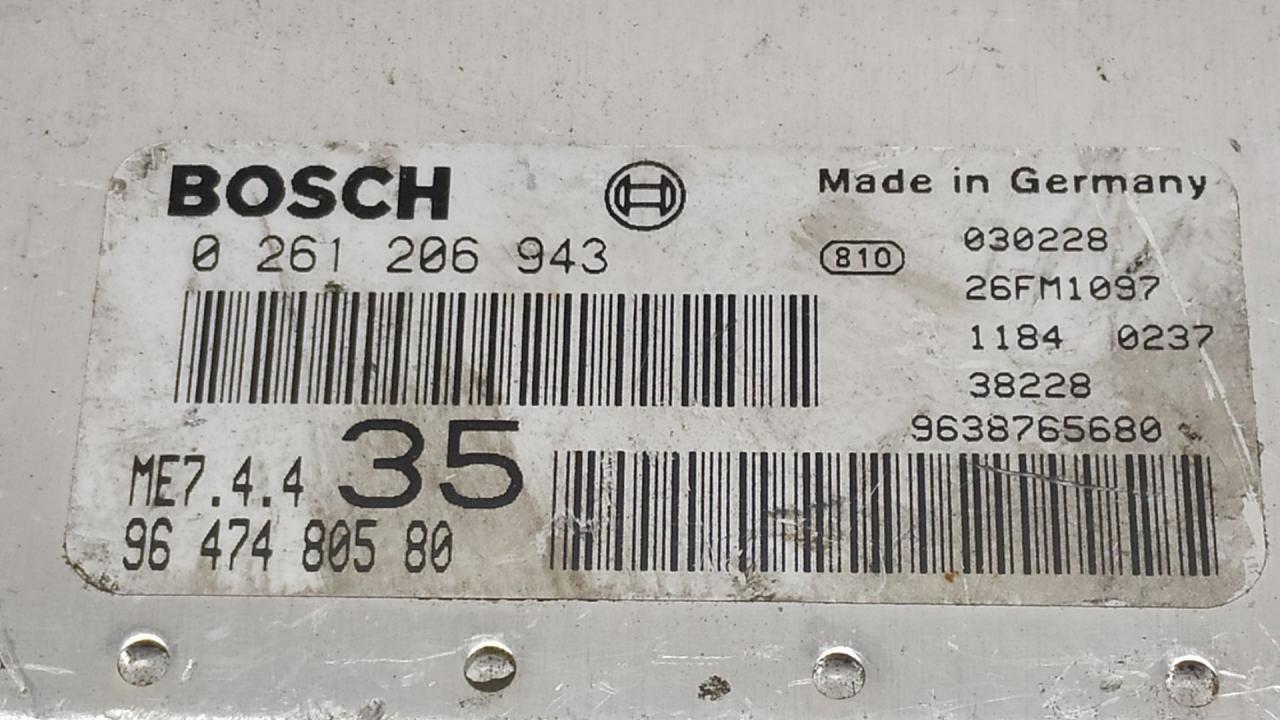 BOSCH
Made in Germany
0 261 206 943
810
030228
26FM1097
1184 0237
38228
9638765680
ME7.4.4 35
96 474 805 80